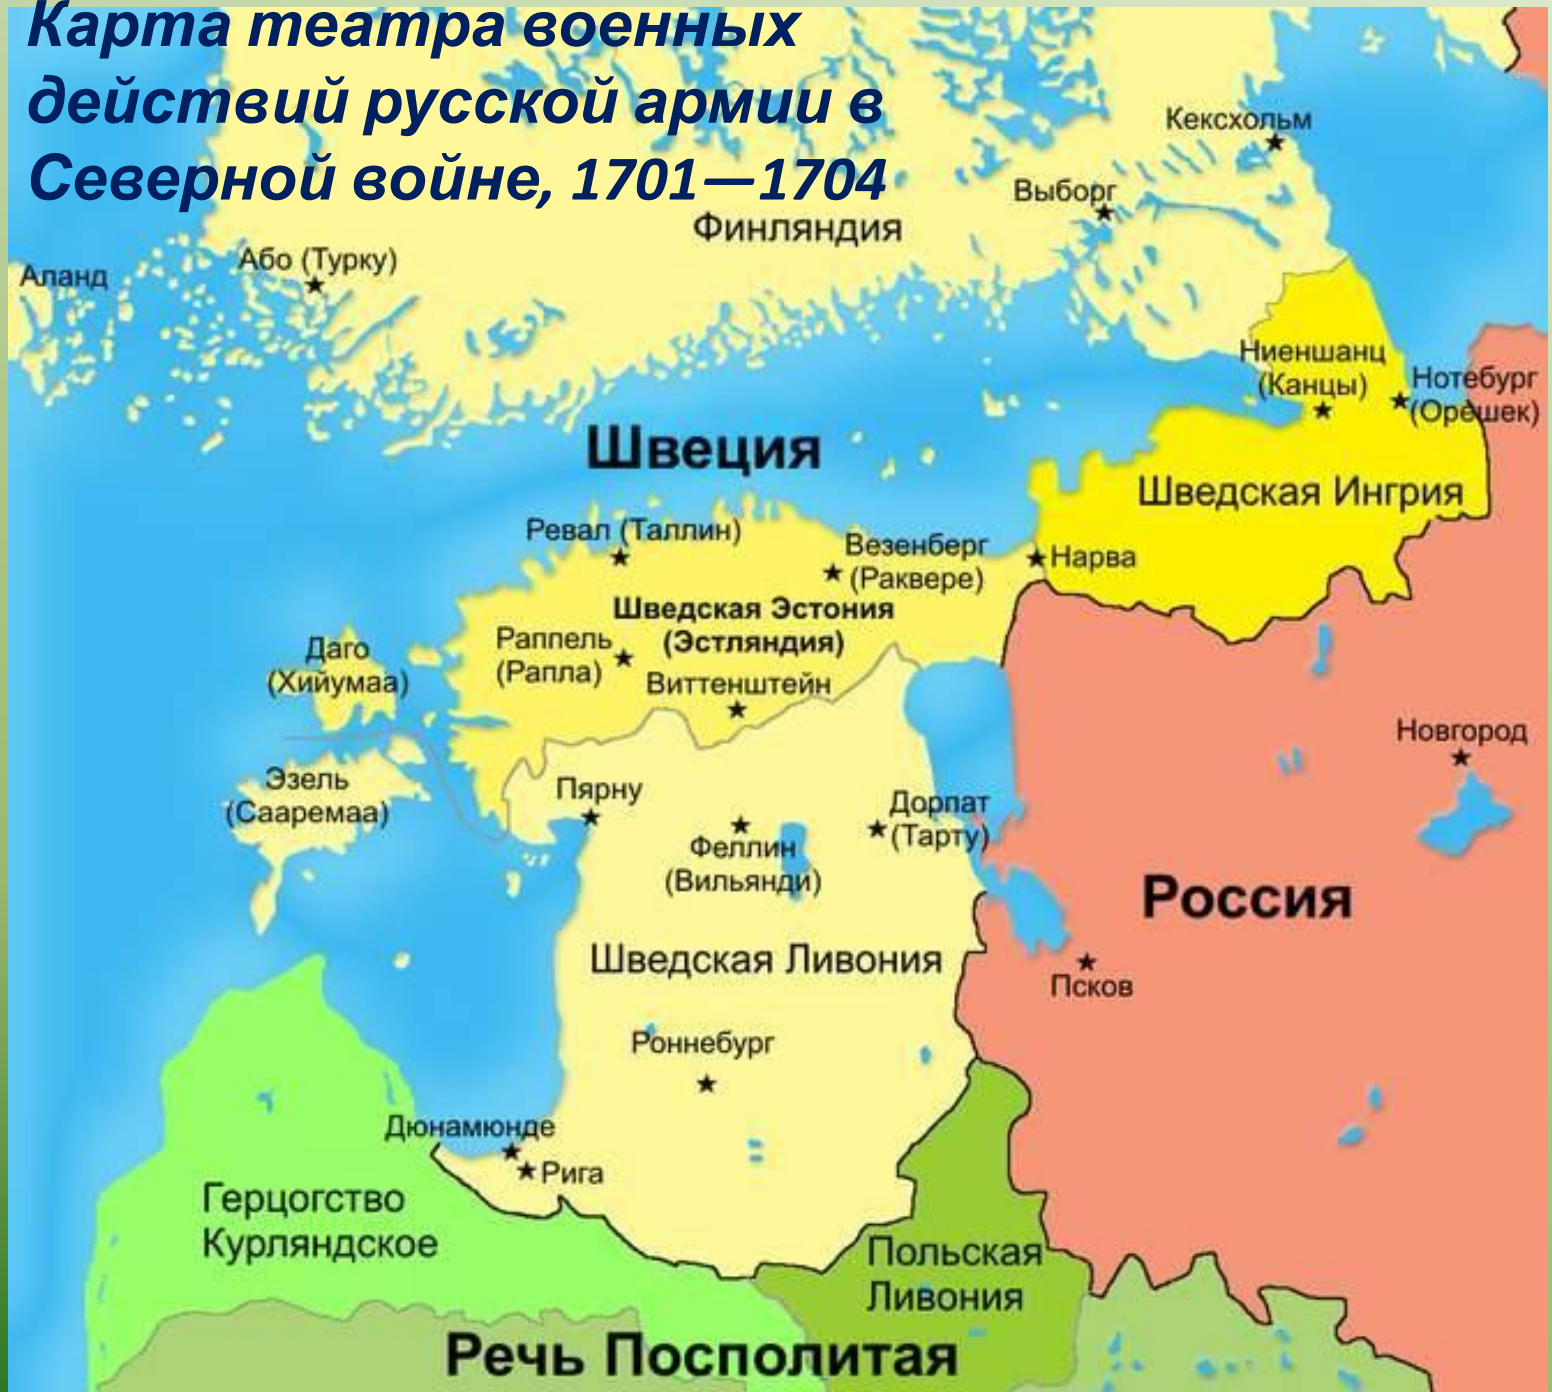 Карта театра военных
действий русской армии в
Северной войне, 1701—1704
Кексхольм
Выборг
Финляндия
Або (Турку)
Аланд
Ниеншанц
(Канцы)
Нотебург
(Орешек)
Швеция
Шведская Ингрия
Ревал (Таллин)
Везенберг
(Раквере)
Нарва
Шведская Эстония
(Эстляндия)
Раппель
(Рапла)
Даго
(Хийумаа)
Виттенштейн
Новгород
Эзель
(Сааремаа)
Пярну
Дорпат
(Тарту)
Феллин
(Вильянди)
Россия
Шведская Ливония
Псков
Роннебург
Дюнамюнде
Рига
Герцогство
Курляндское
Польская
Ливония
Речь Посполитая